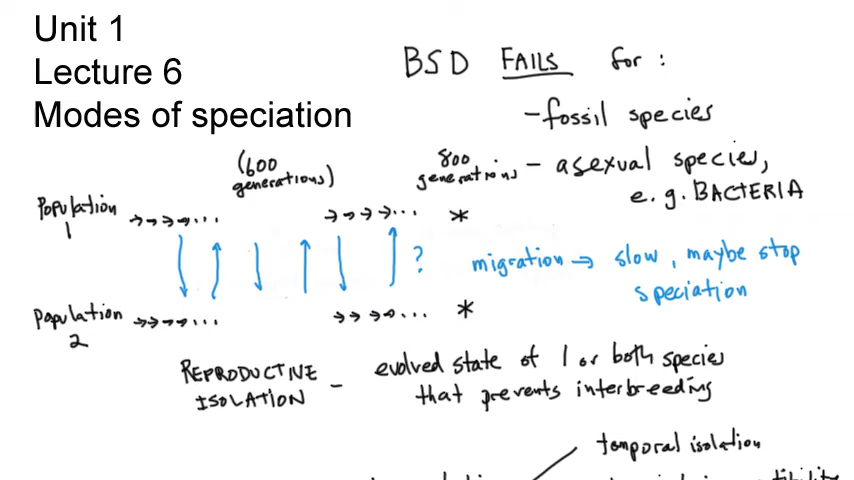 Unit 1
Lecture 6
Modes of speciation
BSD FAILS for :
- fossil species
- asexual species,
e.g. BACTERIA
(600
generations)
800
generations
Population
1
*
?
migration → slow, maybe stop
speciation
Population
2
*
REPRODUCTIVE
ISOLATION
- evolved state of 1 or both species
that prevents interbreeding
temporal isolation